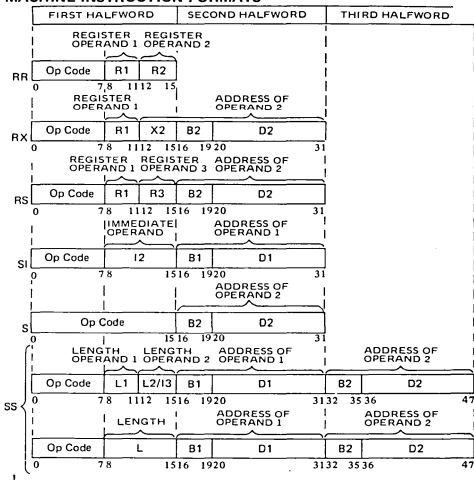 MACHINE INSTRUCTION FORMATS
FIRST HALFWORD SECOND HALFWORD THIRD HALFWORD
REGISTER REGISTER
OPERAND 1 OPERAND 2
RR Op Code R1 R2
0 7 8 11 12 15
REGISTER ADDRESS OF
OPERAND 1 OPERAND 2
RX Op Code R1 X2 B2 D2
0 7 8 11 12 15 16 19 20 31
REGISTER REGISTER ADDRESS OF
OPERAND 1 OPERAND 3 OPERAND 2
RS Op Code R1 R3 B2 D2
0 7 8 11 12 15 16 19 20 31
IMMEDIATE ADDRESS OF
OPERAND OPERAND 1
SI Op Code I2 B1 D1
0 7 8 15 16 19 20 31
ADDRESS OF
OPERAND 2
S Op Code B2 D2
0 15 16 19 20 31
LENGTH LENGTH ADDRESS OF ADDRESS OF
OPERAND 1 OPERAND 2 OPERAND 1 OPERAND 2
SS Op Code L1 L2/I3 B1 D1 B2 D2
0 7 8 11 12 15 16 19 20 31 32 35 36 47
LENGTH ADDRESS OF ADDRESS OF
OPERAND 1 OPERAND 2
Op Code L B1 D1 B2 D2
0 7 8 15 16 19 20 31 32 35 36 47